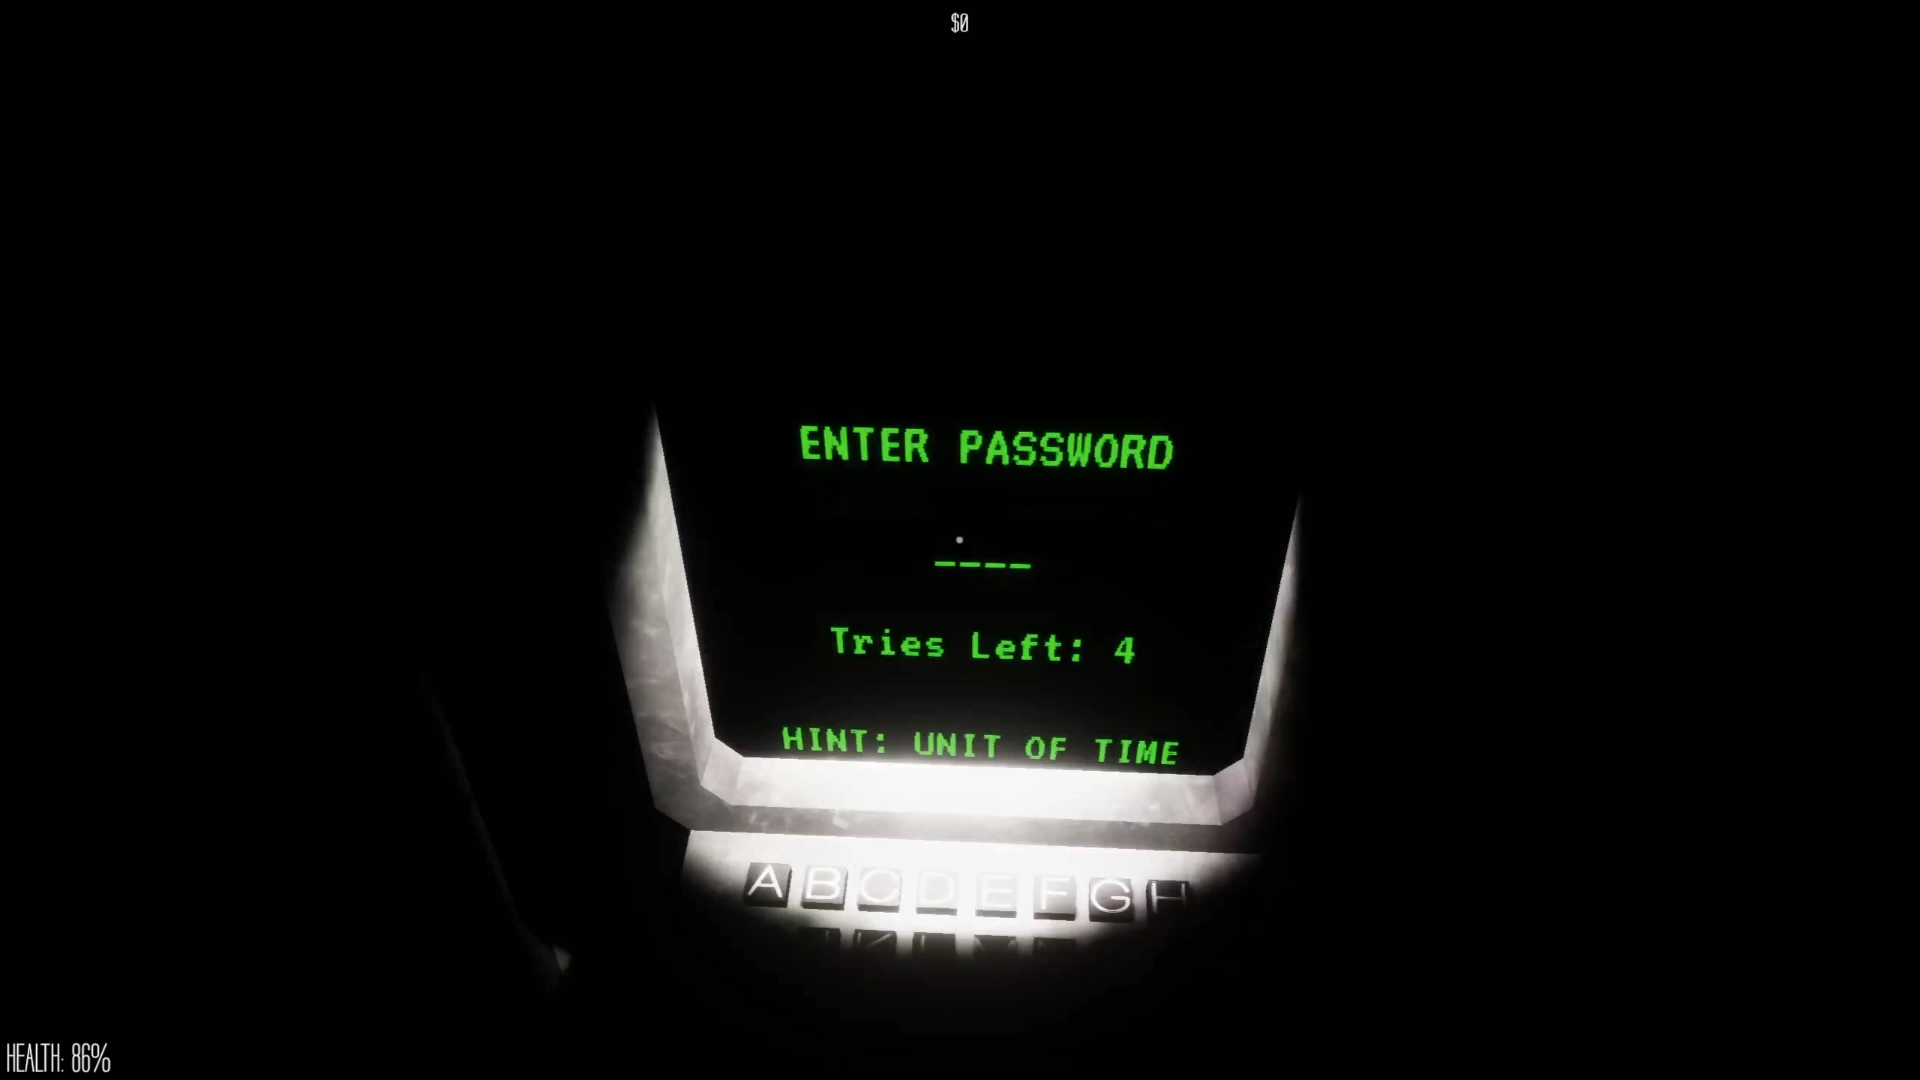 $0
ENTER PASSWORD
____
Tries Left: 4
HINT: UNIT OF TIME
A B C D E F G H
HEALTH: 86%